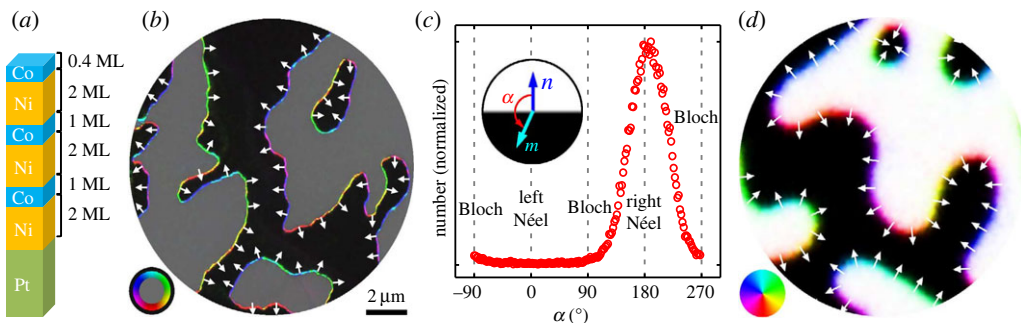 (a)
(b)
(c)
(d)
Co
Ni
Co
Ni
Co
Ni
Pt
0.4 ML
2 ML
1 ML
2 ML
1 ML
2 ML
2 μm
number (normalized)
α
n
m
Bloch
left
Néel
Bloch
right
Néel
Bloch
−90
0
90
180
270
α (°)